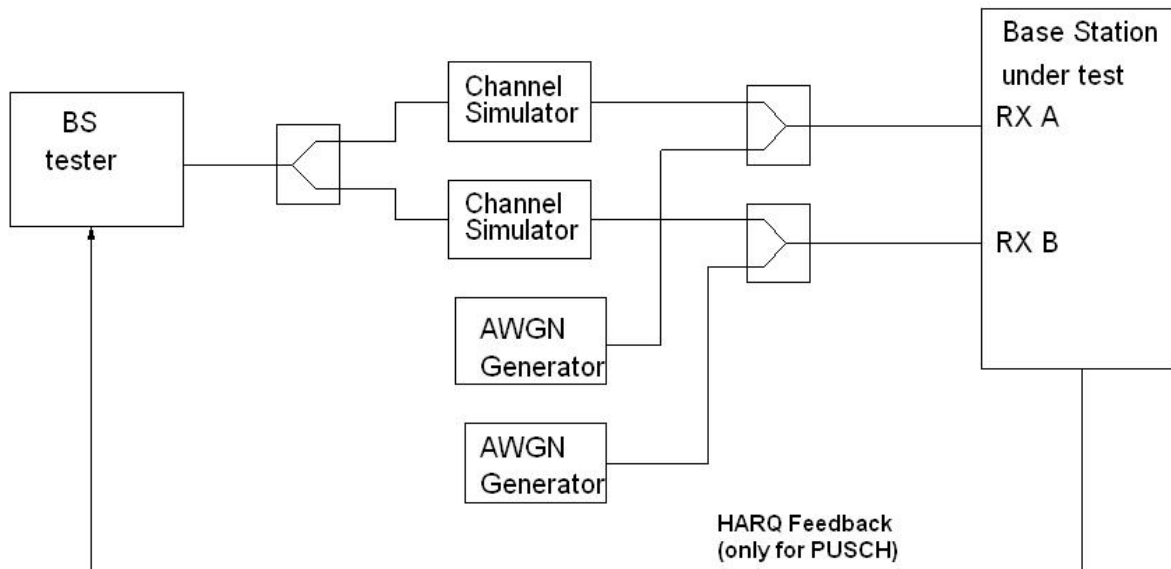 BS
tester
Channel
Simulator
Channel
Simulator
AWGN
Generator
AWGN
Generator
Base Station
under test
RX A
RX B
HARQ Feedback
(only for PUSCH)